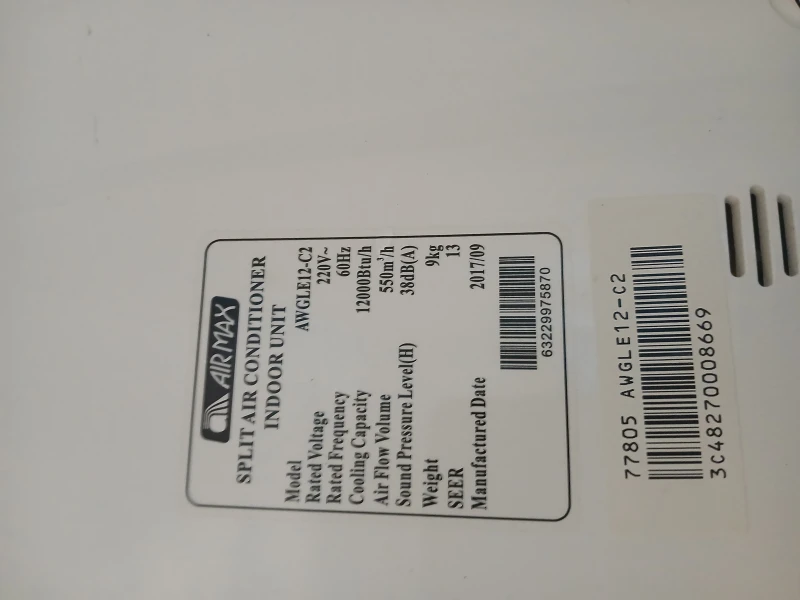 AIRMAX
SPLIT AIR CONDITIONER
INDOOR UNIT
Model AWGLE12-C2
Rated Voltage 220V~
Rated Frequency 60Hz
Cooling Capacity 12000Btu/h
Air Flow Volume 550m³/h
Sound Pressure Level(H) 38dB(A)
Weight 9kg
SEER 13
Manufactured Date 2017/09
63229975870
77805 AWGLE12-C2
3C48270008669